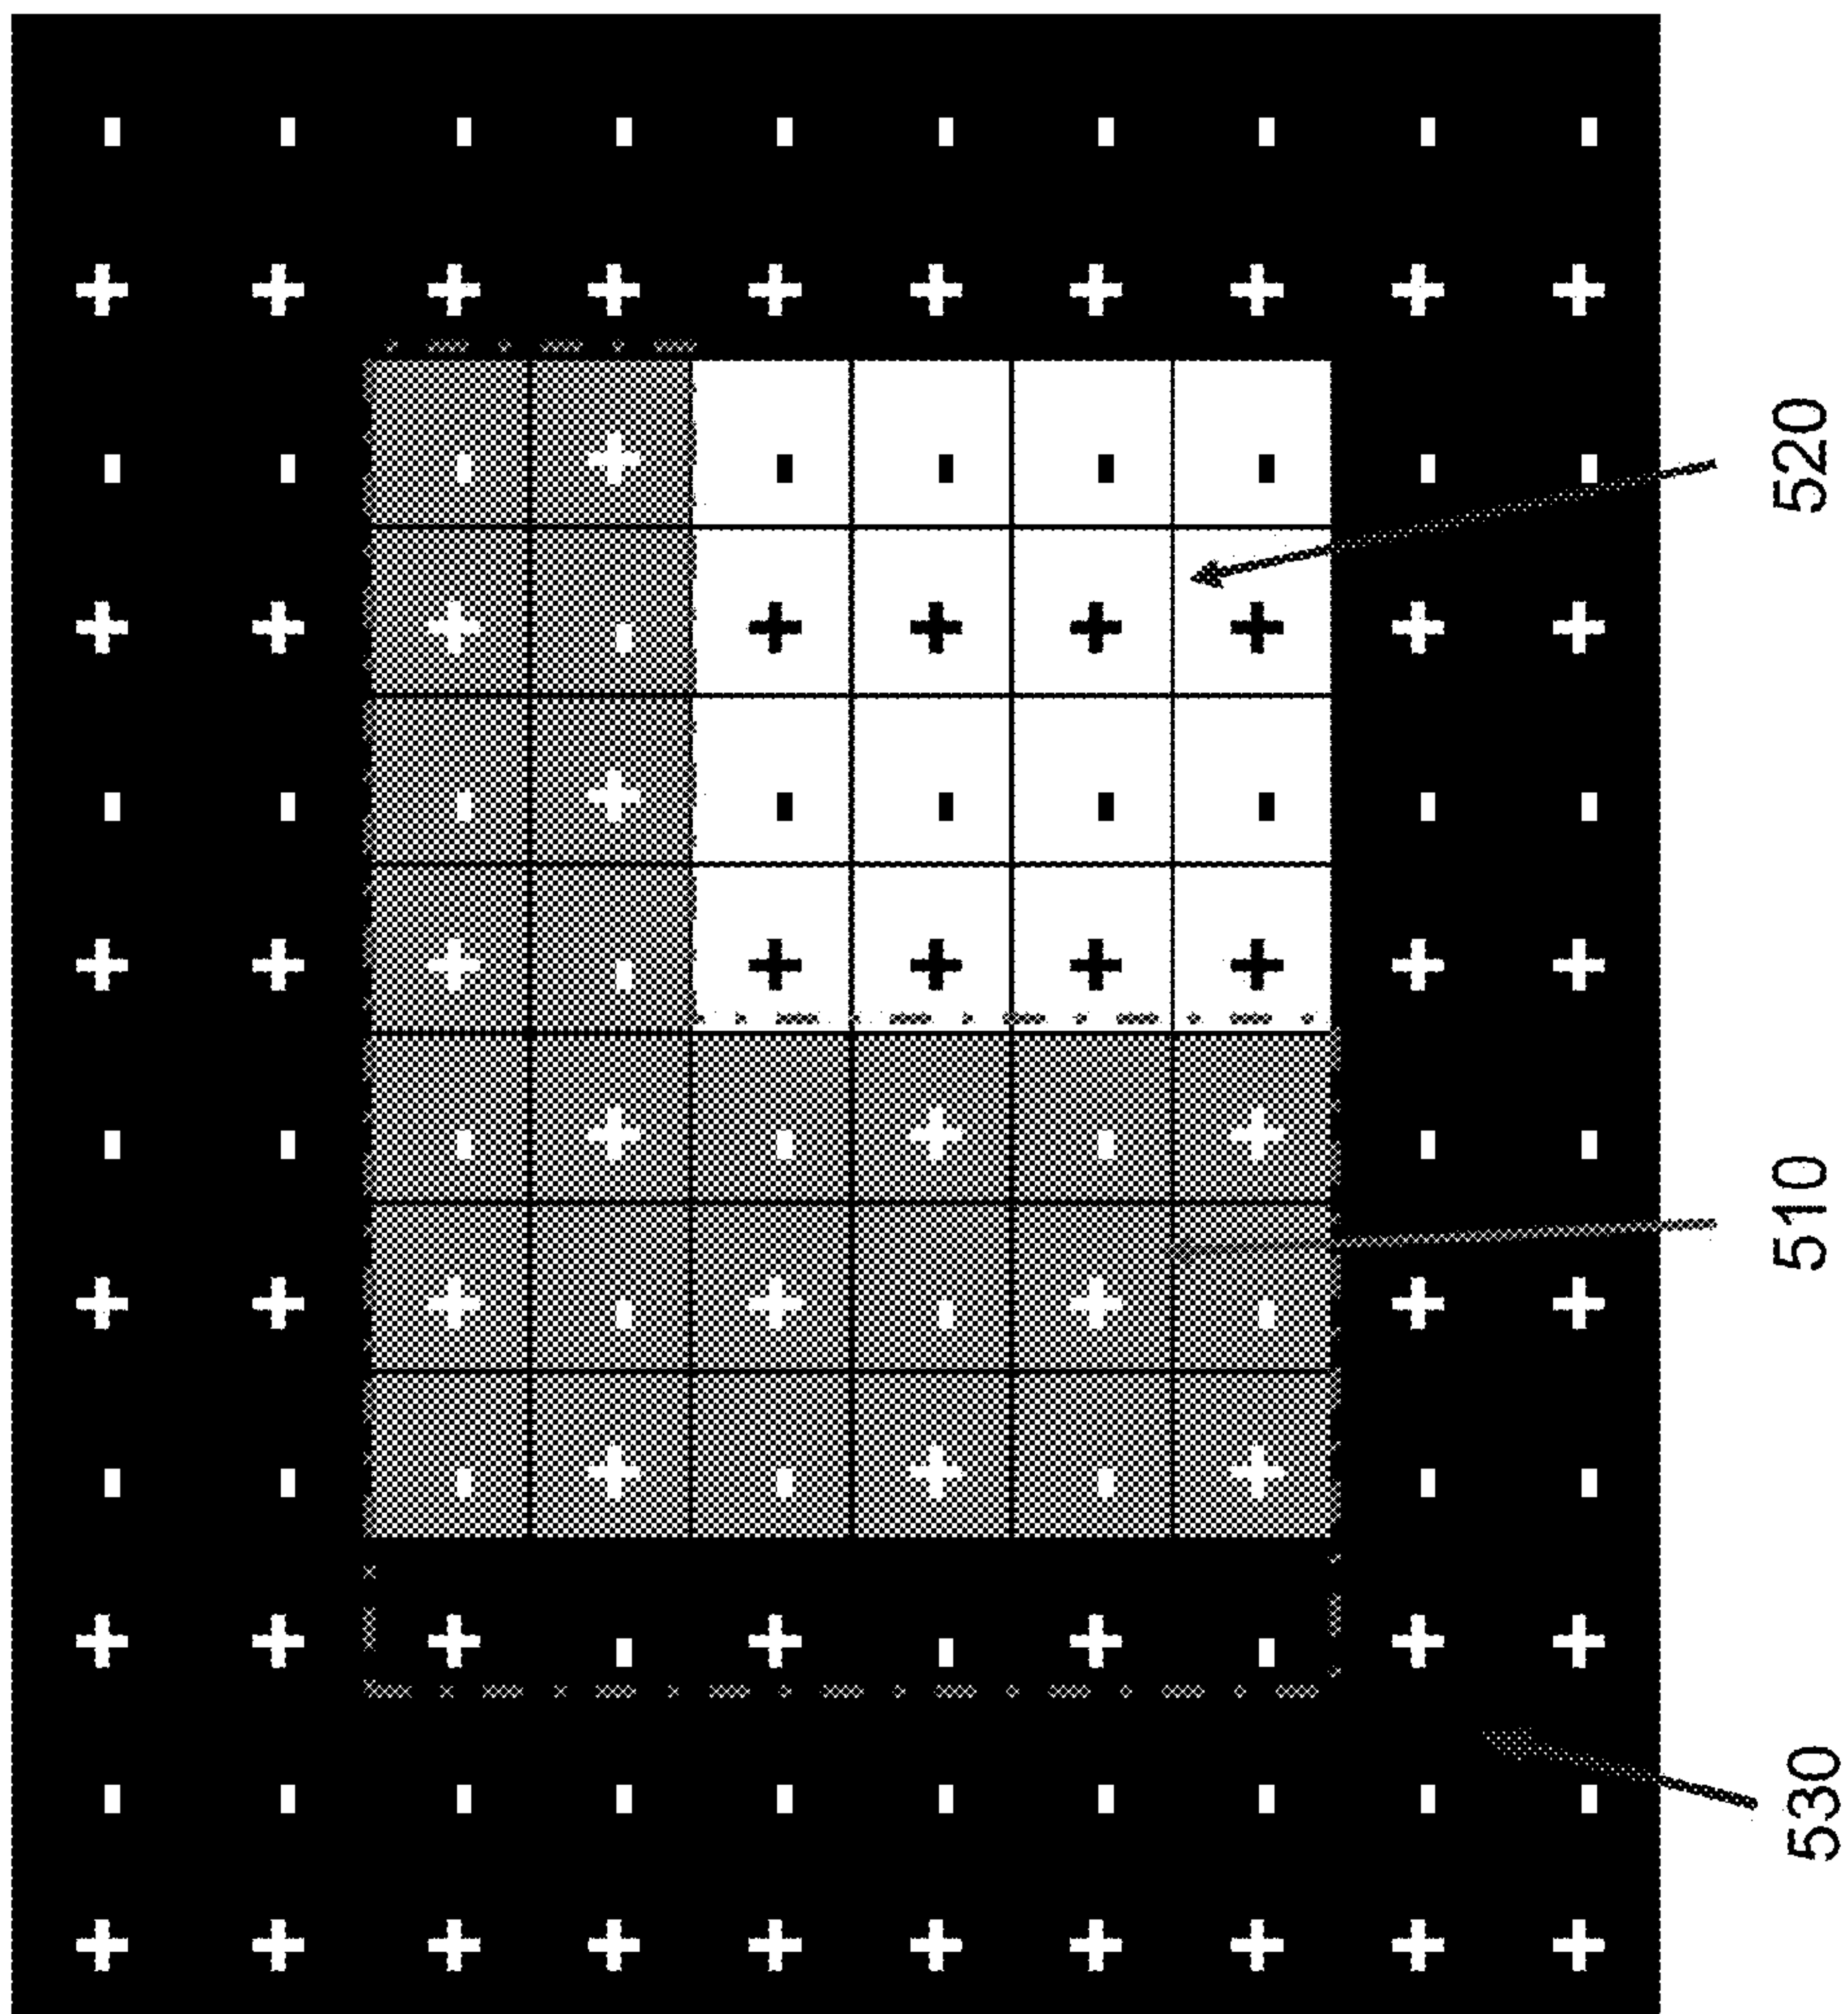 + - + - + - + - + - + -
+ - + - + - + - + - + -
+ - + - + - + - + - + -
+ - - + - + - + - + + -
+ - + - + - + - + - + -
+ - - + - + + - + - + -
+ - + - + - + - + - + -
+ - - + - + + - + - + -
+ - + - + - + - + - + -
+ - + - + - + - + - + -
530 510 520